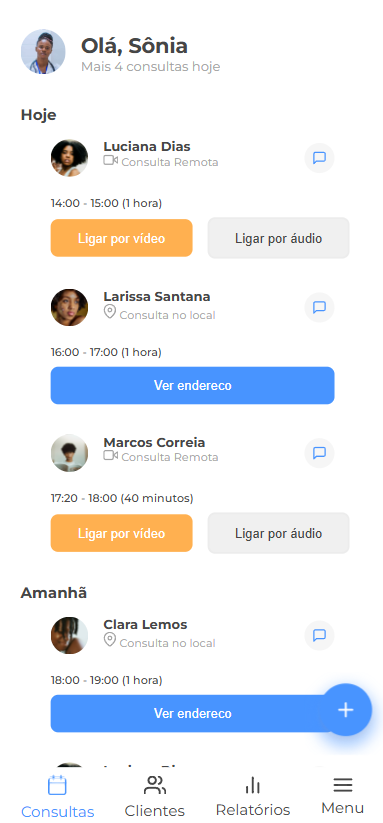 Olá, Sônia
Mais 4 consultas hoje
Hoje
Luciana Dias
Consulta Remota
14:00 - 15:00 (1 hora)
Ligar por vídeo
Ligar por áudio
Larissa Santana
Consulta no local
16:00 - 17:00 (1 hora)
Ver endereco
Marcos Correia
Consulta Remota
17:20 - 18:00 (40 minutos)
Ligar por vídeo
Ligar por áudio
Amanhã
Clara Lemos
Consulta no local
18:00 - 19:00 (1 hora)
Ver endereco
Consultas
Clientes
Relatórios
Menu